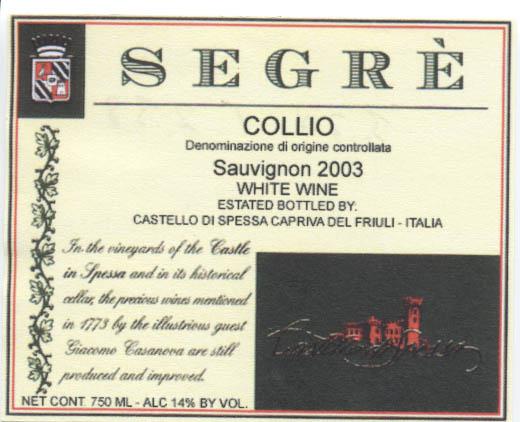 SEGRÈ
COLLIO
Denominazione di origine controllata
Sauvignon 2003
WHITE WINE
ESTATED BOTTLED BY:
CASTELLO DI SPESSA CAPRIVA DEL FRIULI - ITALIA
In the vineyards of the Castle
in Spessa and in its historical
cellar, the precious wines mentioned
in 1773 by the illustrious guest
Giacomo Casanova are still
produced and improved.
Castello di Spessa
NET CONT. 750 ML - ALC 14% BY VOL.